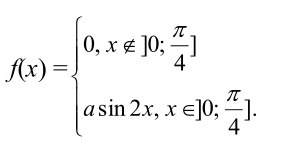 f(x) = { 0, x ∉ ]0; π/4]
a sin 2x, x ∈]0; π/4].